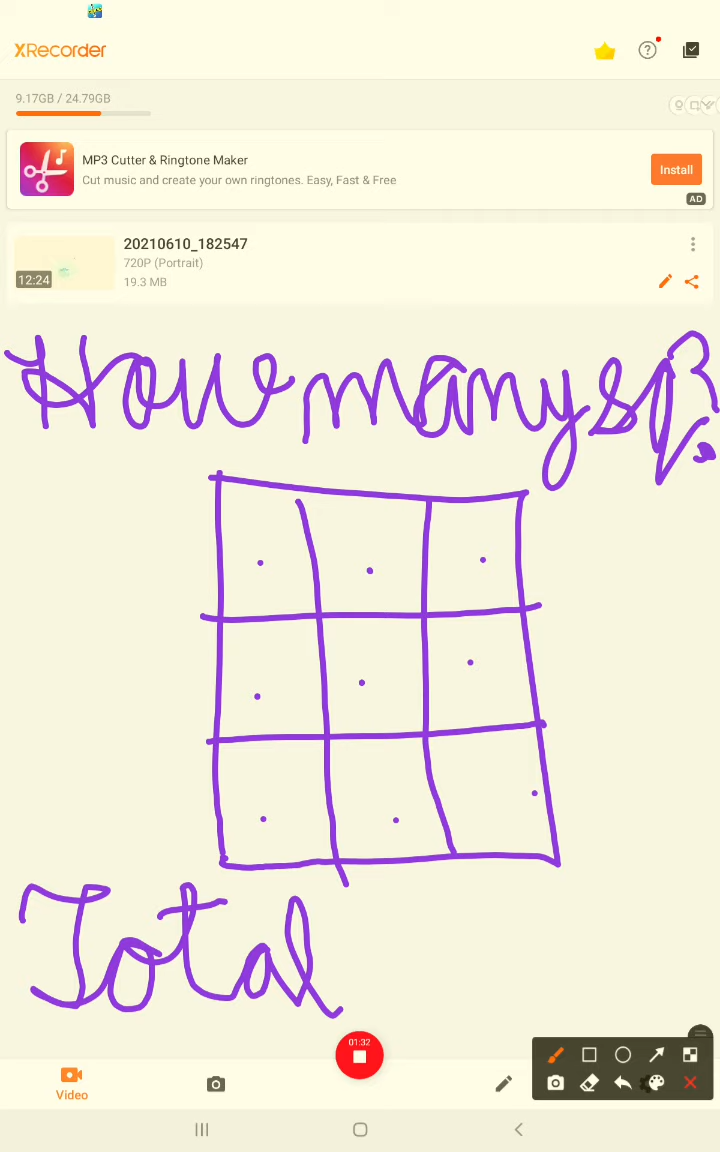 XRecorder
9.17GB / 24.79GB
MP3 Cutter & Ringtone Maker
Cut music and create your own ringtones. Easy, Fast & Free
Install
AD
20210610_182547
12:24
720P (Portrait)
19.3 MB
How many sq?
Total
01:32
Video